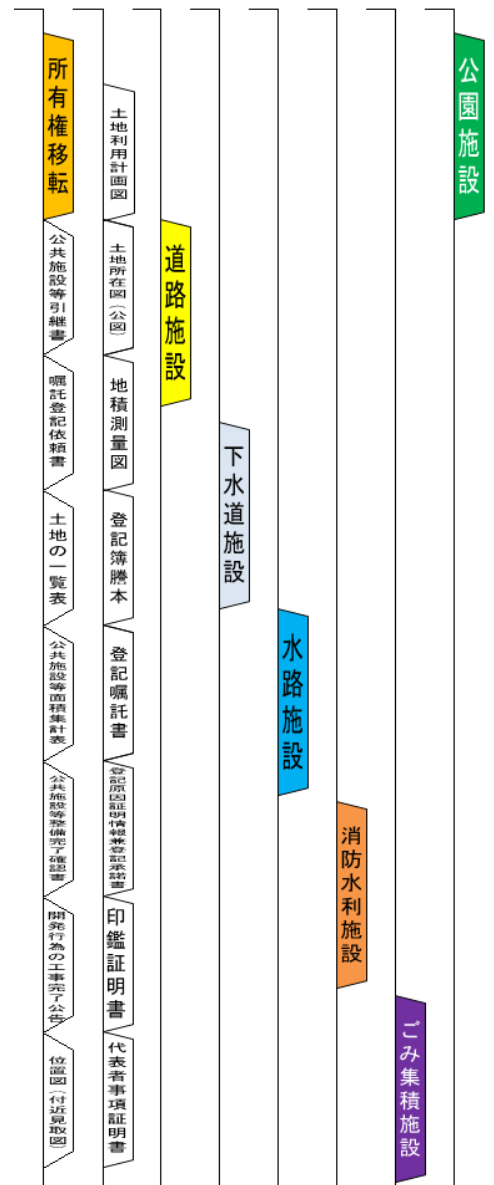 所有権移転
公共施設等引継書
嘱託登記依頼書
土地の一覧表
公共施設等面積集計表
公共施設等整備完了確認書
開発行為の工事完了公告
位置図（付近見取図）
土地利用計画図
土地所在図（公図）
地積測量図
登記簿謄本
登記嘱託書
登記原因証明情報兼登記承諾書
印鑑証明書
代表者事項証明書
道路施設
下水道施設
水路施設
消防水利施設
ごみ集積施設
公園施設